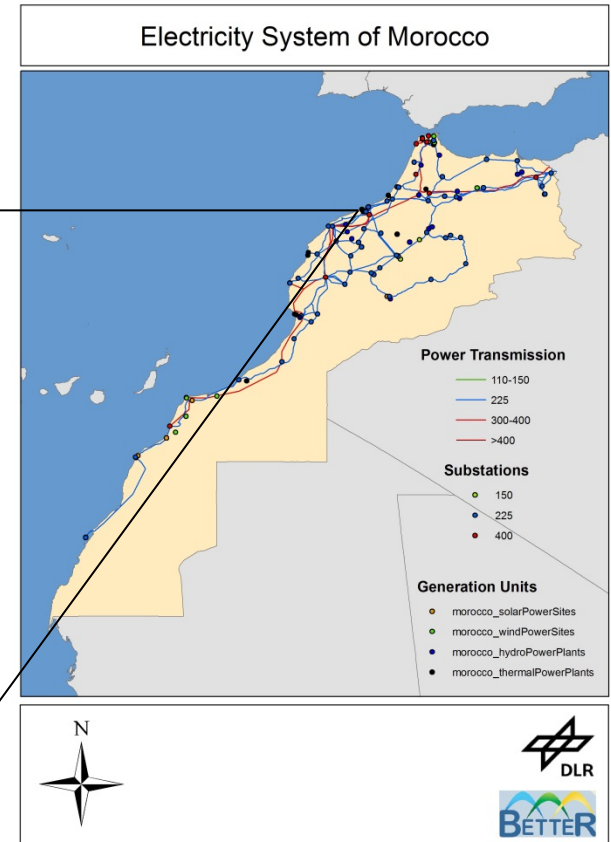 Electricity System of Morocco
Power Transmission
110-150
225
300-400
>400
Substations
150
225
400
Generation Units
morocco_solarPowerSites
morocco_windPowerSites
morocco_hydroPowerPlants
morocco_thermalPowerPlants
N
DLR
BETTER